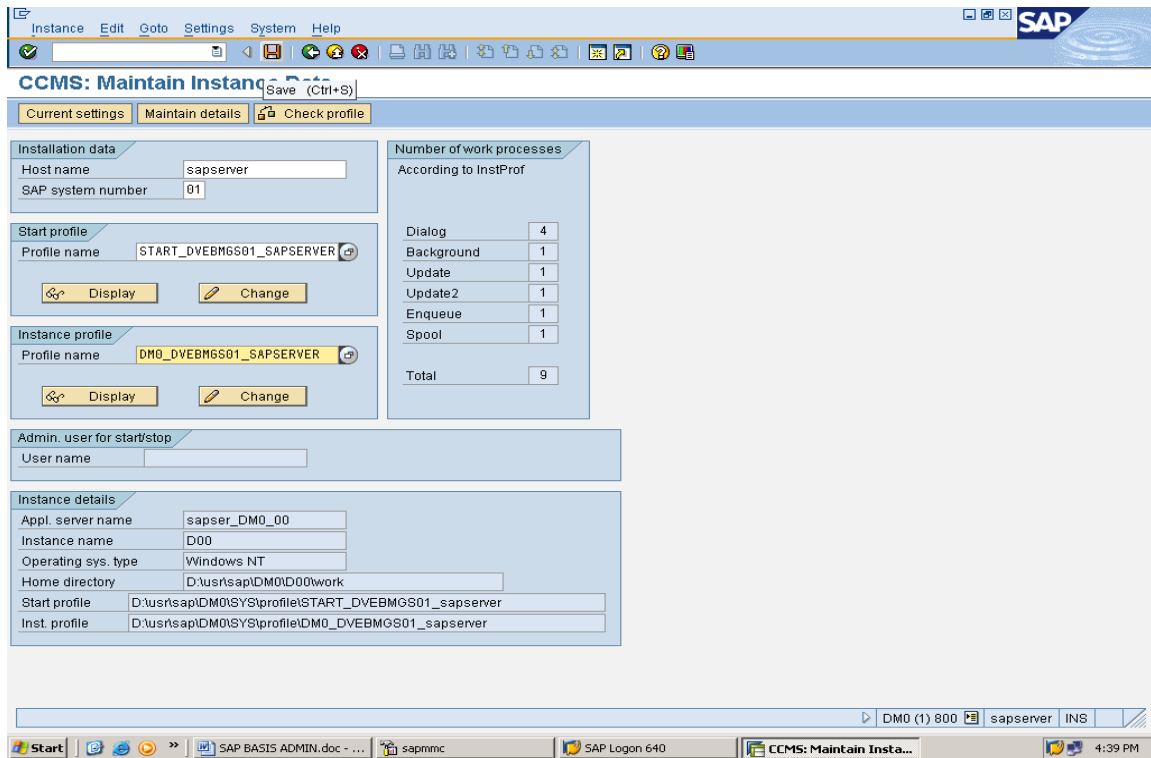 Instance Edit Goto Settings System Help
SAP
CCMS: Maintain Instance Data
Save (Ctrl+S)
Current settings Maintain details Check profile
Installation data
Host name sapserver
SAP system number 01
Start profile
Profile name START_DVEBMGS01_SAPSERVER
Display Change
Instance profile
Profile name DM0_DVEBMGS01_SAPSERVER
Display Change
Number of work processes
According to InstProf
Dialog 4
Background 1
Update 1
Update2 1
Enqueue 1
Spool 1
Total 9
Admin. user for start/stop
User name
Instance details
Appl. server name sapser_DM0_00
Instance name D00
Operating sys. type Windows NT
Home directory D:\usr\sap\DM0\D00\work
Start profile D:\usr\sap\DM0\SYS\profile\START_DVEBMGS01_sapserver
Inst. profile D:\usr\sap\DM0\SYS\profile\DM0_DVEBMGS01_sapserver
DM0 (1) 800 sapserver INS
Start » SAP BASIS ADMIN.doc - ... sapmmc SAP Logon 640 CCMS: Maintain Insta... 4:39 PM